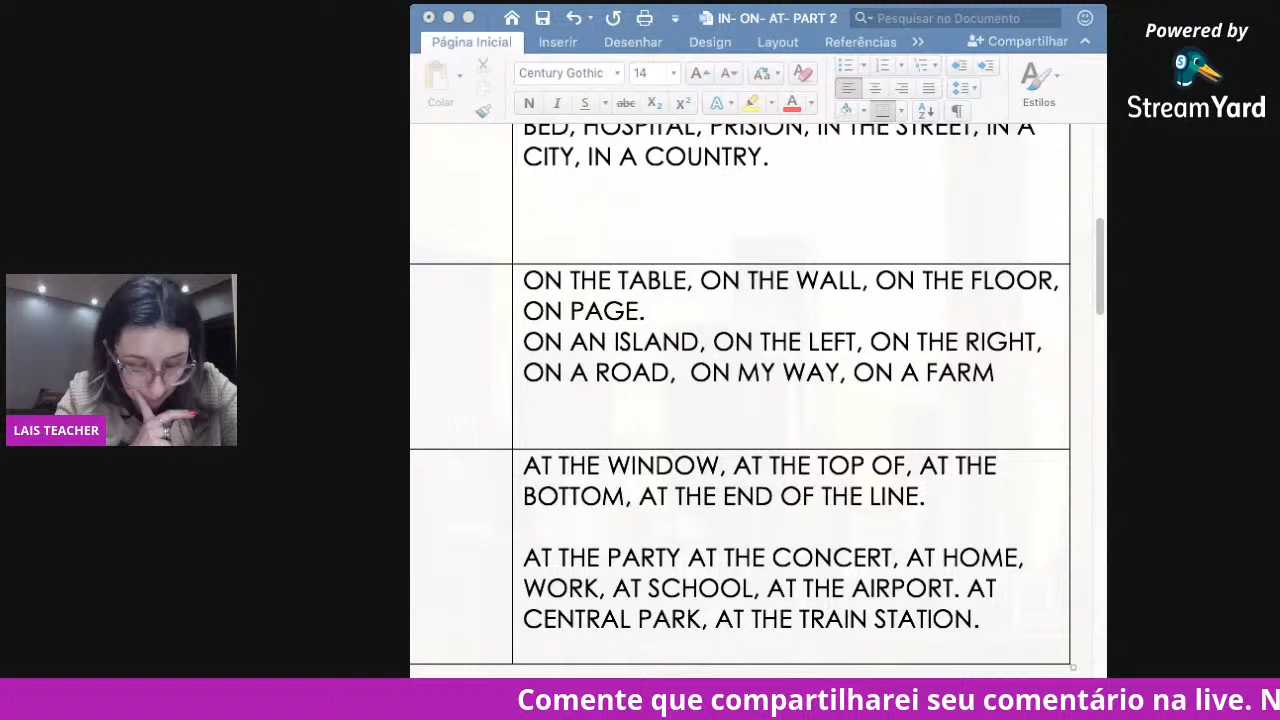 IN- ON- AT- PART 2
Pesquisar no Documento
Página Inicial
Inserir
Desenhar
Design
Layout
Referências
Compartilhar
Colar
Century Gothic
14
Estilos
BED, HOSPITAL, PRISION, IN THE STREET, IN A
CITY, IN A COUNTRY.
ON THE TABLE, ON THE WALL, ON THE FLOOR,
ON PAGE.
ON AN ISLAND, ON THE LEFT, ON THE RIGHT,
ON A ROAD, ON MY WAY, ON A FARM
AT THE WINDOW, AT THE TOP OF, AT THE
BOTTOM, AT THE END OF THE LINE.
AT THE PARTY AT THE CONCERT, AT HOME,
WORK, AT SCHOOL, AT THE AIRPORT. AT
CENTRAL PARK, AT THE TRAIN STATION.
LAIS TEACHER
Powered by
StreamYard
Comente que compartilharei seu comentário na live. N